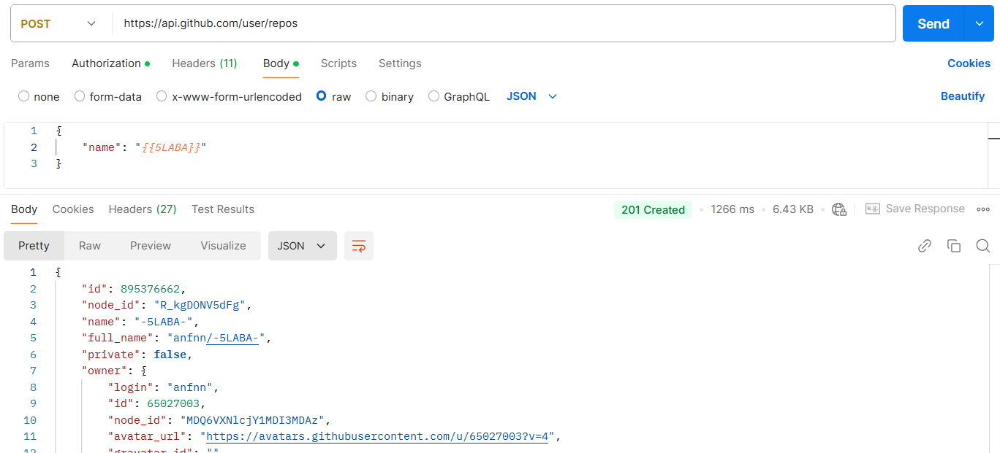 POST https://api.github.com/user/repos Send
Params Authorization Headers (11) Body Scripts Settings Cookies
none form-data x-www-form-urlencoded raw binary GraphQL JSON Beautify
1 {
2 "name": "{{5LABA}}"
3 }
Body Cookies Headers (27) Test Results 201 Created 1266 ms 6.43 KB e.g. Save Response
Pretty Raw Preview Visualize JSON
1 {
2 "id": 895376662,
3 "node_id": "R_kgDONV5dFg",
4 "name": "-5LABA-",
5 "full_name": "anfnn/-5LABA-",
6 "private": false,
7 "owner": {
8 "login": "anfnn",
9 "id": 65027003,
10 "node_id": "MDQ6VXNlcjY1MDI3MDAz",
11 "avatar_url": "https://avatars.githubusercontent.com/u/65027003?v=4",
12 "gravatar_id": ""